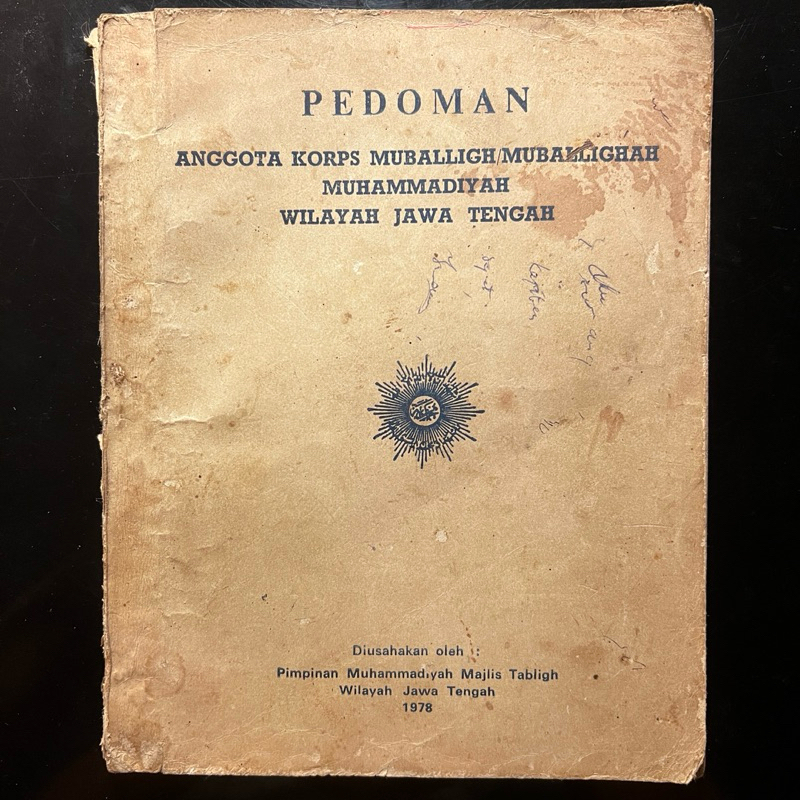 PEDOMAN
ANGGOTA KORPS MUBALLIGH/MUBALLIGHAH
MUHAMMADIYAH
WILAYAH JAWA TENGAH
Diusahakan oleh :
Pimpinan Muhammadiyah Majlis Tabligh
Wilayah Jawa Tengah
1978